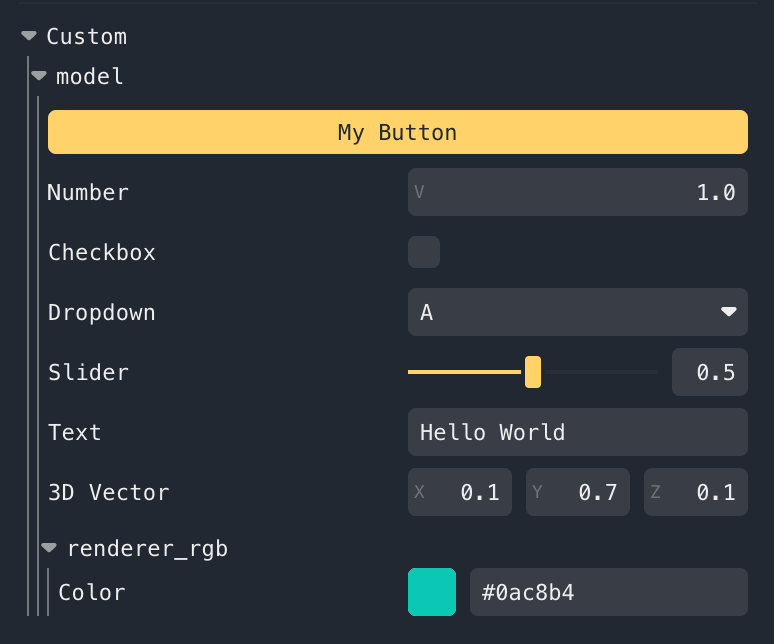 Custom
model
My Button
Number V 1.0
Checkbox
Dropdown A
Slider 0.5
Text Hello World
3D Vector X 0.1 Y 0.7 Z 0.1
renderer_rgb
Color #0ac8b4